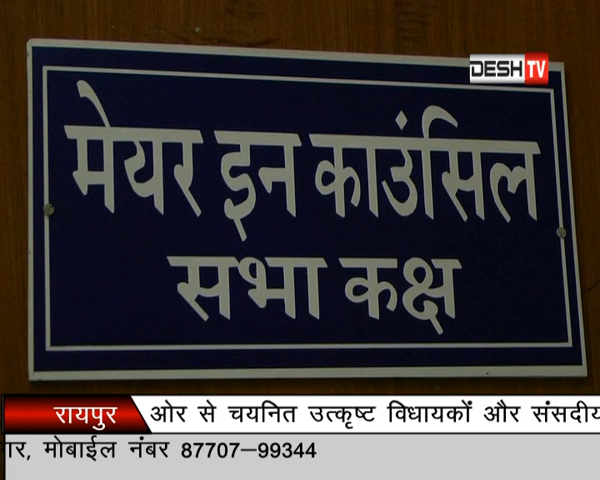 DESH TV
मेयर इन काउंसिल
सभा कक्ष
रायपुर ओर से चयनित उत्कृष्ट विधायकों और संसदीय
मोबाईल नंबर 87707–99344